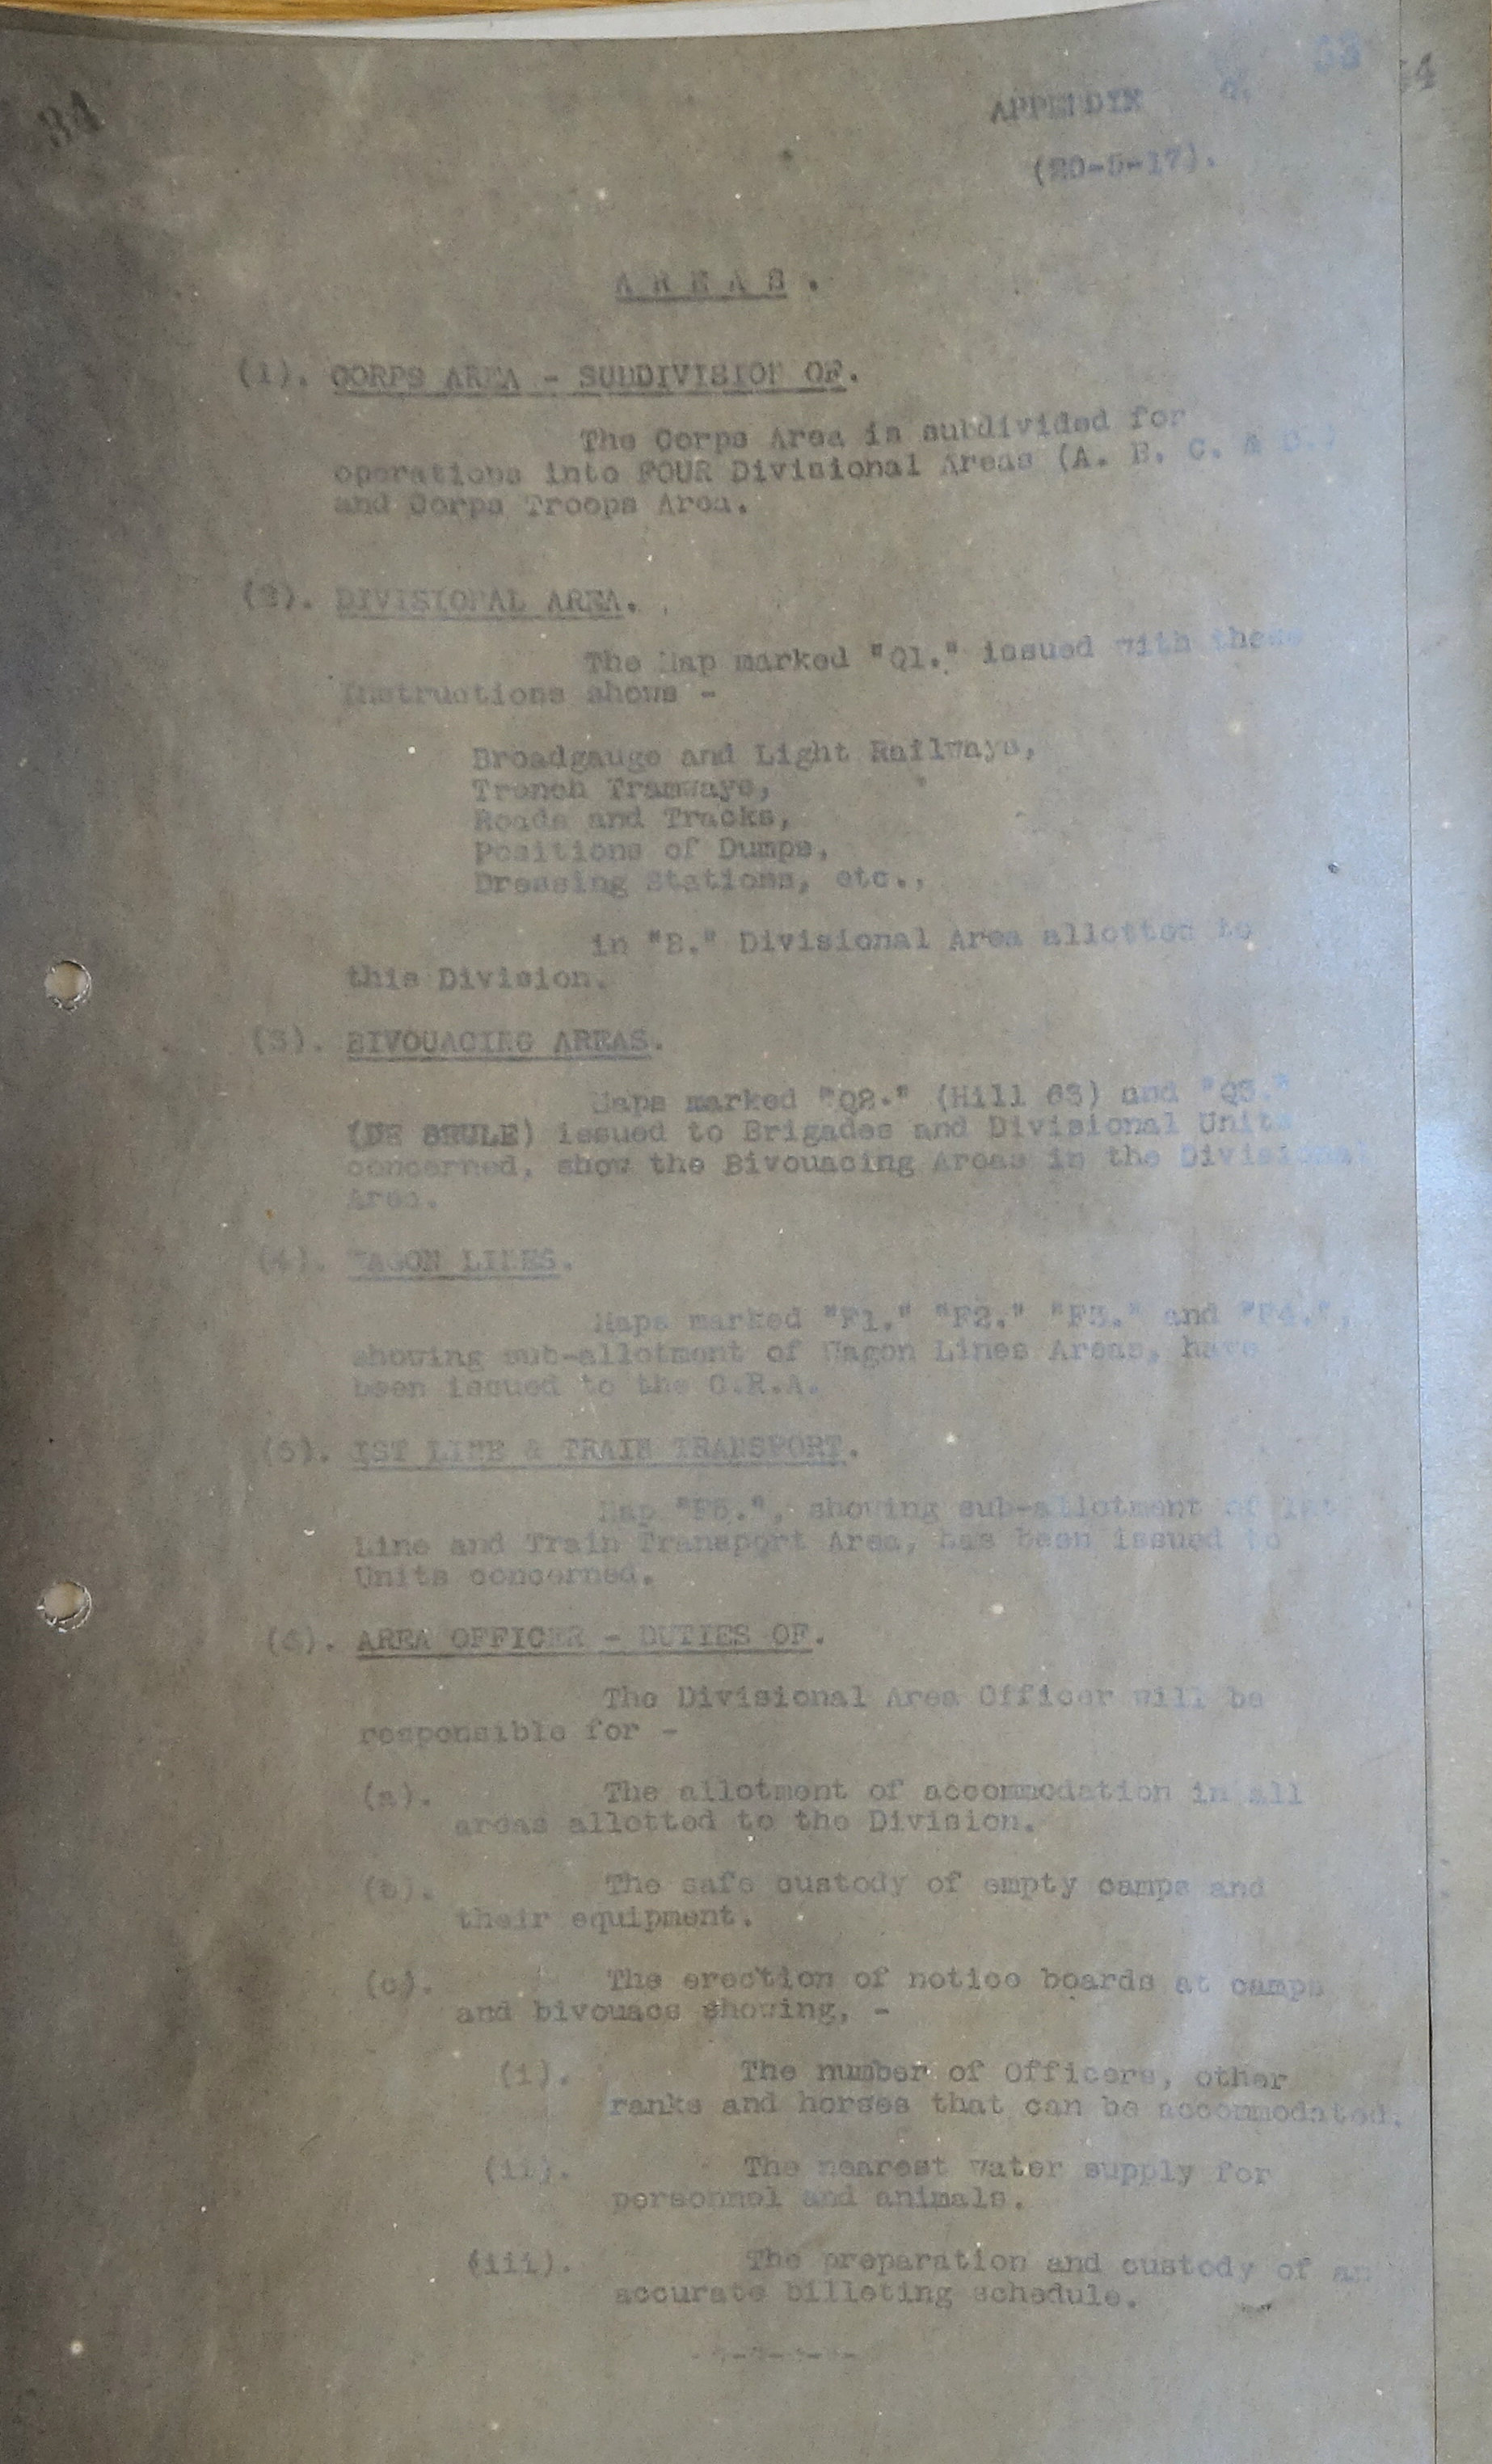 34
APPENDIX
(20-5-17).
A R E A S .
(1). CORPS AREA - SUBDIVISION OF.
The Corps Area is subdivided for
operations into FOUR Divisional Areas (A. B. C. & D.)
and Corps Troops Area.
(2). DIVISIONAL AREA.
The Map marked "Q1." issued with these
Instructions shows -
Broadgauge and Light Railways,
Trench Tramways,
Roads and Tracks,
Positions of Dumps,
Dressing Stations, etc.,
in "B." Divisional Area allotted to
this Division.
(3). BIVOUACING AREAS.
Maps marked "Q2." (Hill 63) and "Q3."
(DE SEULE) issued to Brigades and Divisional Units
concerned, show the Bivouacing Areas in the Divisional
Area.
(4). WAGON LINES.
Maps marked "F1." "F2." "F3." and "F4.",
showing sub-allotment of Wagon Lines Areas, have
been issued to the C.R.A.
(5). IST LINE & TRAIN TRANSPORT.
Map "F5.", showing sub-allotment of 1st
Line and Train Transport Area, has been issued to
Units concerned.
(6). AREA OFFICER - DUTIES OF.
The Divisional Area Officer will be
responsible for -
(a). The allotment of accommodation in all
areas allotted to the Division.
(b). The safe custody of empty camps and
their equipment.
(c). The erection of notice boards at camps
and bivouacs showing, -
(i). The number of Officers, other
ranks and horses that can be accommodated.
(ii). The nearest water supply for
personnel and animals.
(iii). The preparation and custody of an
accurate billeting schedule.